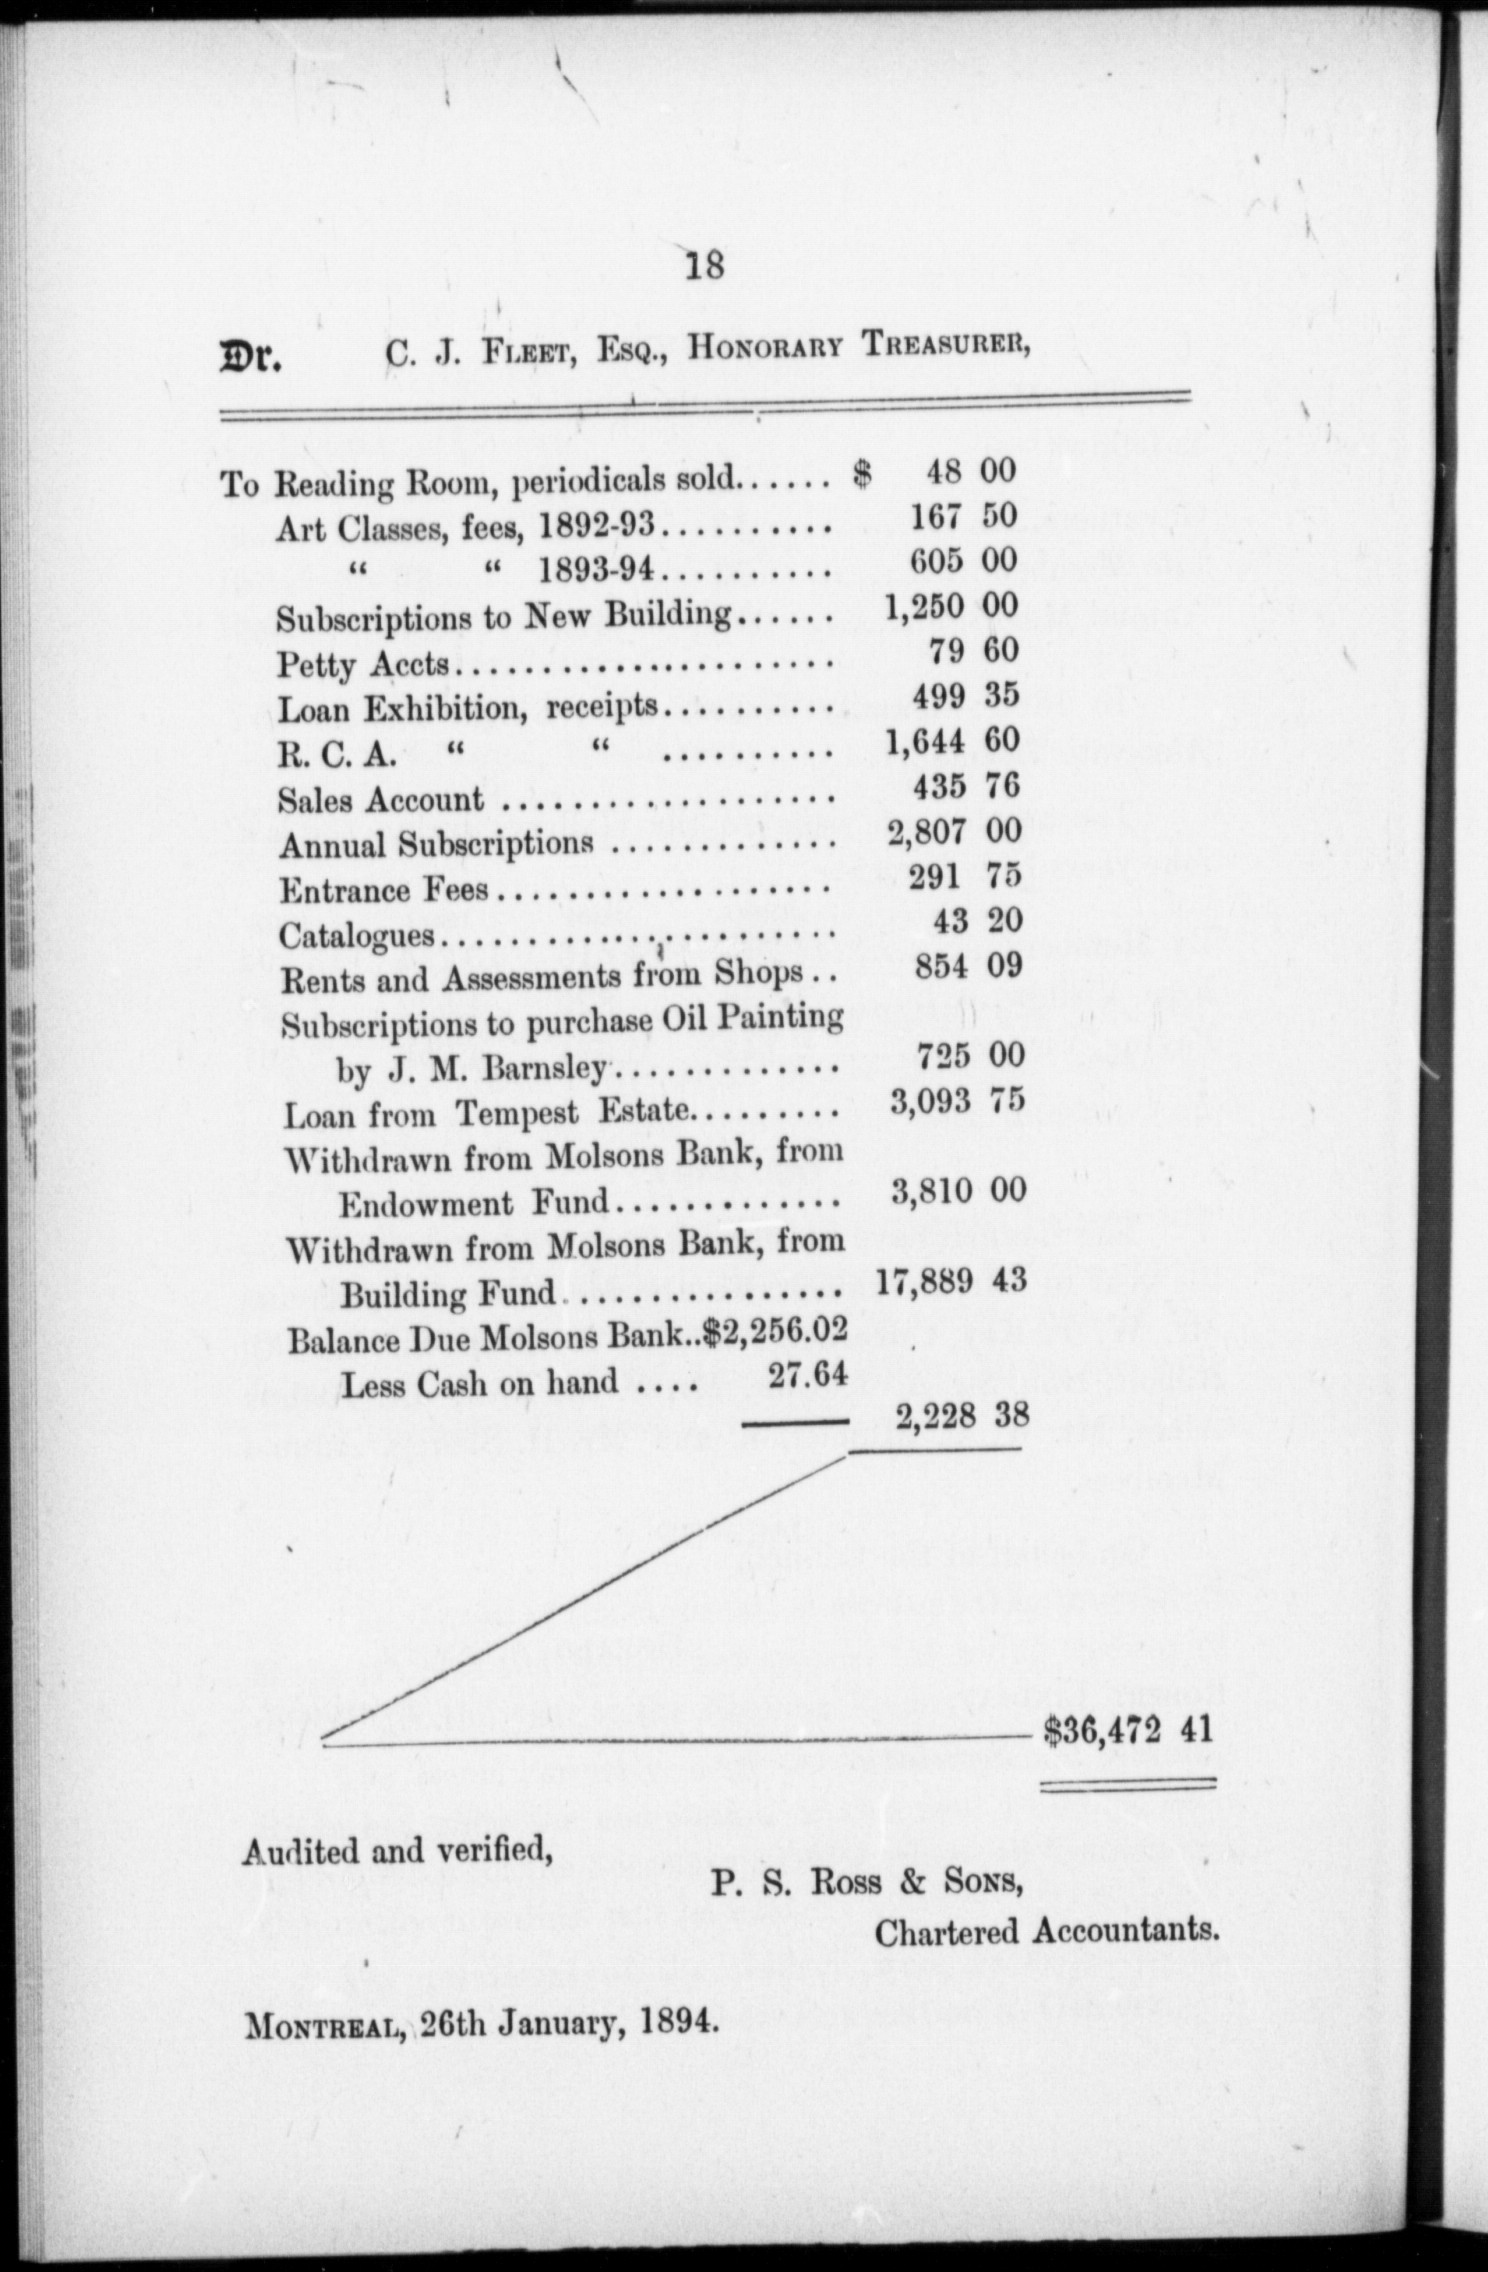 18
Dr. C. J. Fleet, Esq., Honorary Treasurer,
To Reading Room, periodicals sold...... $ 48 00
Art Classes, fees, 1892-93.......... 167 50
“ “ 1893-94.......... 605 00
Subscriptions to New Building...... 1,250 00
Petty Accts...................... 79 60
Loan Exhibition, receipts.......... 499 35
R. C. A. “ “ .......... 1,644 60
Sales Account ................... 435 76
Annual Subscriptions ............. 2,807 00
Entrance Fees................... 291 75
Catalogues....................... 43 20
Rents and Assessments from Shops.. 854 09
Subscriptions to purchase Oil Painting
by J. M. Barnsley............. 725 00
Loan from Tempest Estate......... 3,093 75
Withdrawn from Molsons Bank, from
Endowment Fund............. 3,810 00
Withdrawn from Molsons Bank, from
Building Fund................ 17,889 43
Balance Due Molsons Bank..$2,256.02
Less Cash on hand .... 27.64
2,228 38
$36,472 41
Audited and verified,
P. S. Ross & Sons,
Chartered Accountants.
Montreal, 26th January, 1894.